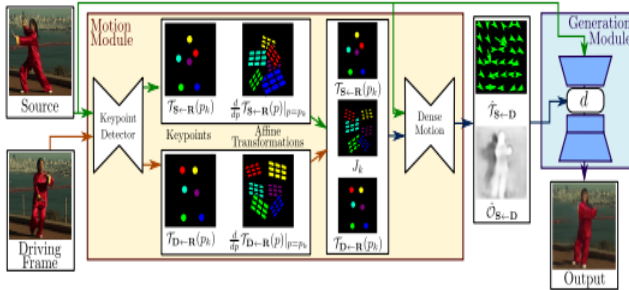 Source
Driving
Frame
Motion
Module
Keypoint
Detector
𝒯S←R(pk)
d/dp 𝒯S←R(p)|p=pk
Keypoints
Affine
Transformations
𝒯D←R(pk)
d/dp 𝒯D←R(p)|p=pk
𝒯S←R(pk)
Jk
𝒯D←R(pk)
Dense
Motion
𝒯̂S←D
𝒪̂S←D
Generation
Module
d
Output